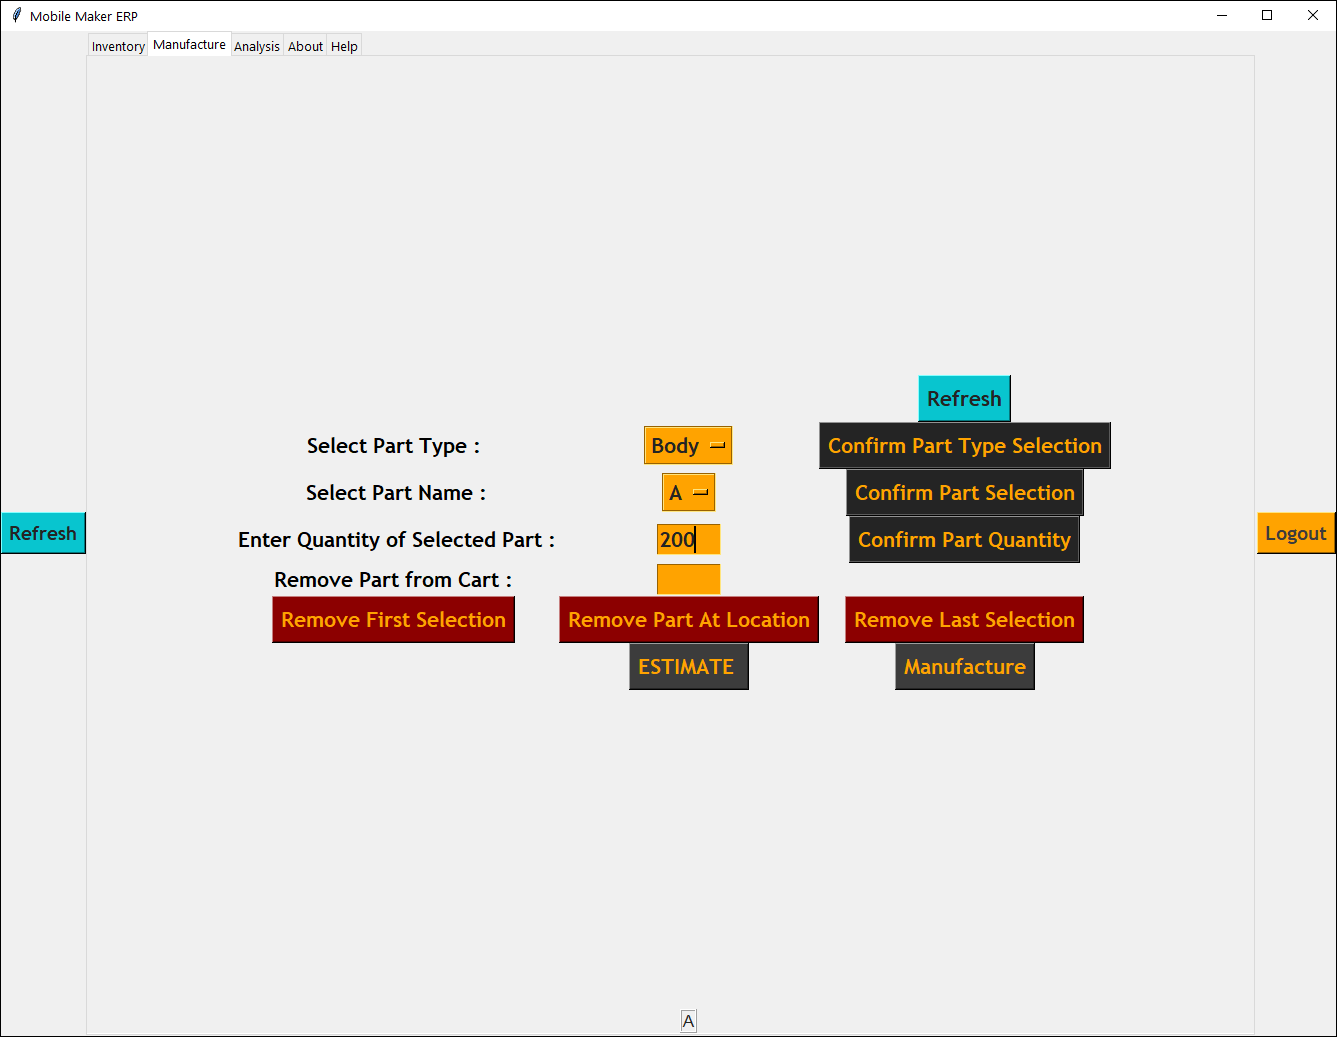 Mobile Maker ERP
Inventory Manufacture Analysis About Help
Refresh
Select Part Type : Body Confirm Part Type Selection
Select Part Name : A Confirm Part Selection
Refresh Logout
Enter Quantity of Selected Part : 200 Confirm Part Quantity
Remove Part from Cart :
Remove First Selection Remove Part At Location Remove Last Selection
ESTIMATE Manufacture
A